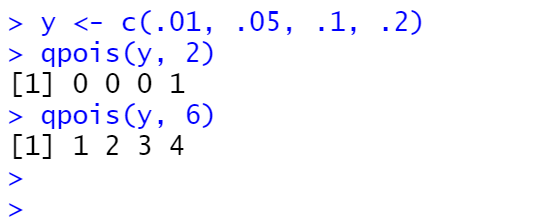 > y <- c(.01, .05, .1, .2)
> qpois(y, 2)
[1] 0 0 0 1
> qpois(y, 6)
[1] 1 2 3 4
>
>